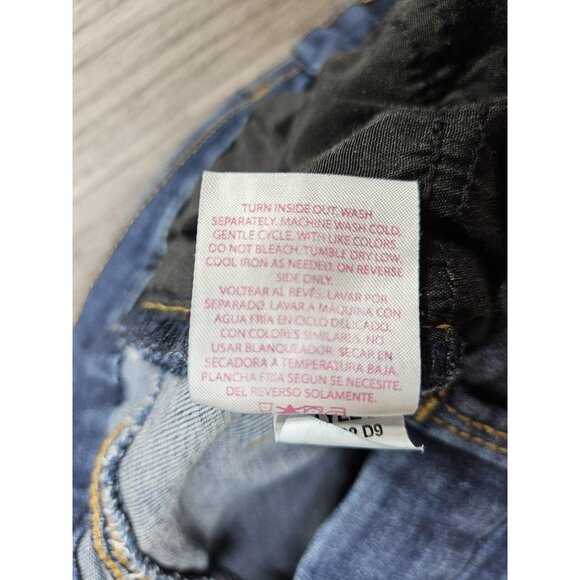 TURN INSIDE OUT. WASH
SEPARATELY. MACHINE WASH COLD,
GENTLE CYCLE. WITH LIKE COLORS.
DO NOT BLEACH. TUMBLE DRY LOW.
COOL IRON AS NEEDED, ON REVERSE
SIDE ONLY.
VOLTEAR AL REVÉS, LAVAR POR
SEPARADO. LAVAR A MÁQUINA CON
AGUA FRIA EN CICLO DELICADO.
CON COLORES SIMILARES. NO
USAR BLANQUEADOR. SECAR EN
SECADORA A TEMPERATURA BAJA.
PLANCHA FRIA SEGUN SE NECESITE,
DEL REVERSO SOLAMENTE.
D9